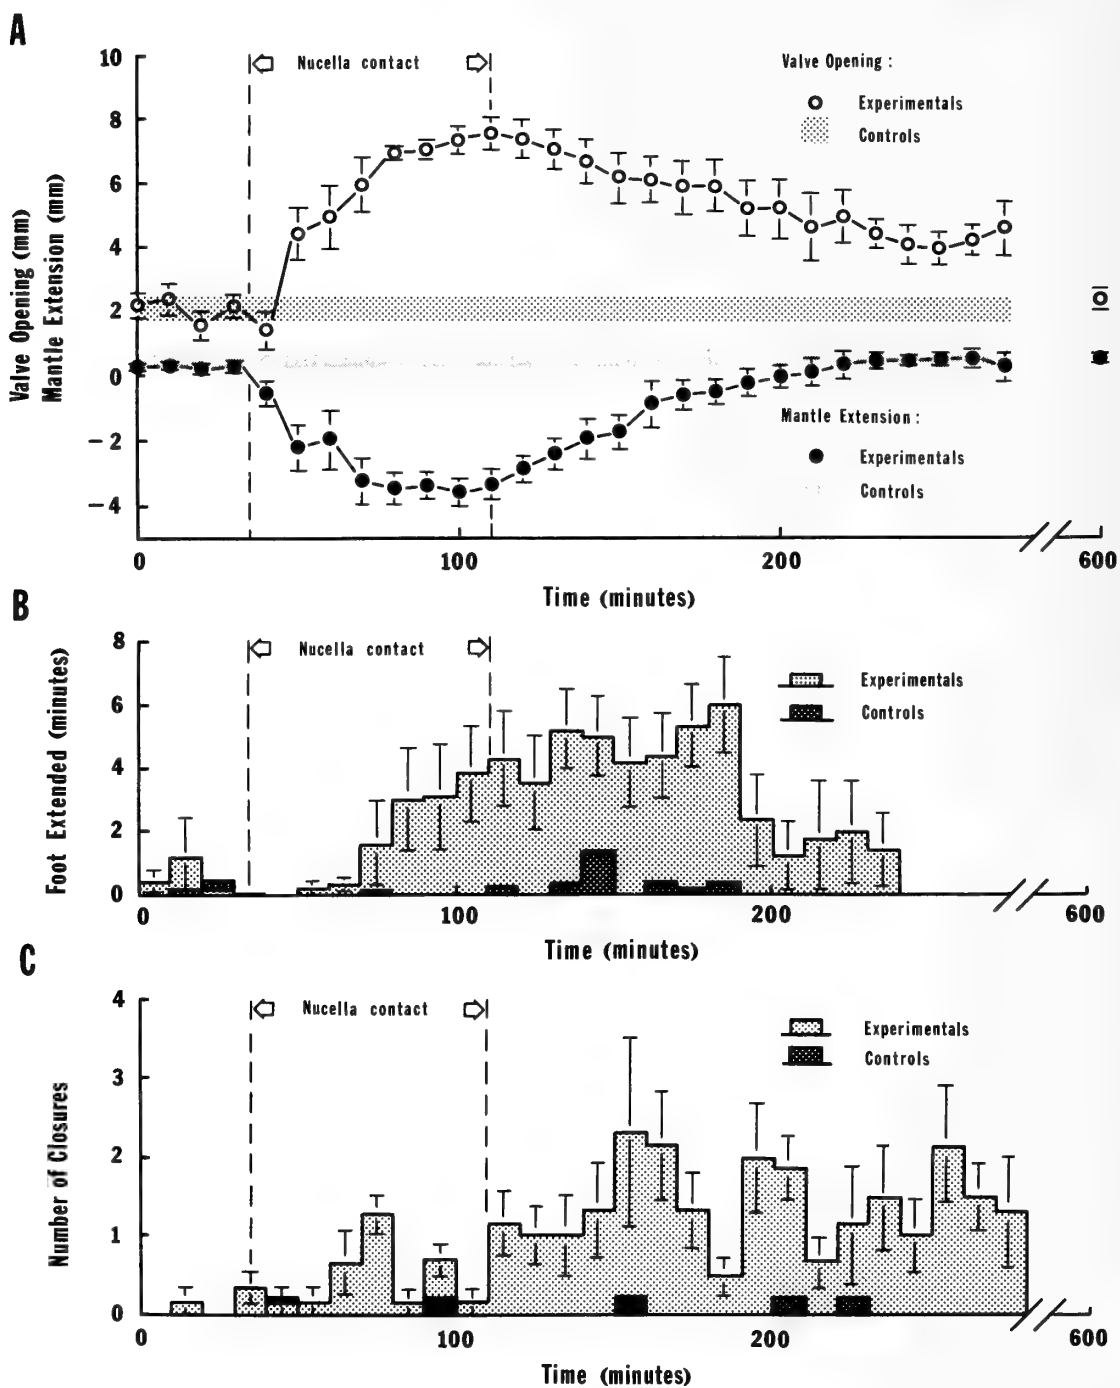 A
Valve Opening (mm)
Mantle Extension (mm)
10
8
6
4
2
0
−2
−4
Nucella contact
Valve Opening :
Experimentals
Controls
Mantle Extension :
Experimentals
Controls
0 100 200 600
Time (minutes)
B
Foot Extended (minutes)
8
6
4
2
0
Nucella contact
Experimentals
Controls
0 100 200 600
Time (minutes)
C
Number of Closures
4
3
2
1
0
Nucella contact
Experimentals
Controls
0 100 200 600
Time (minutes)